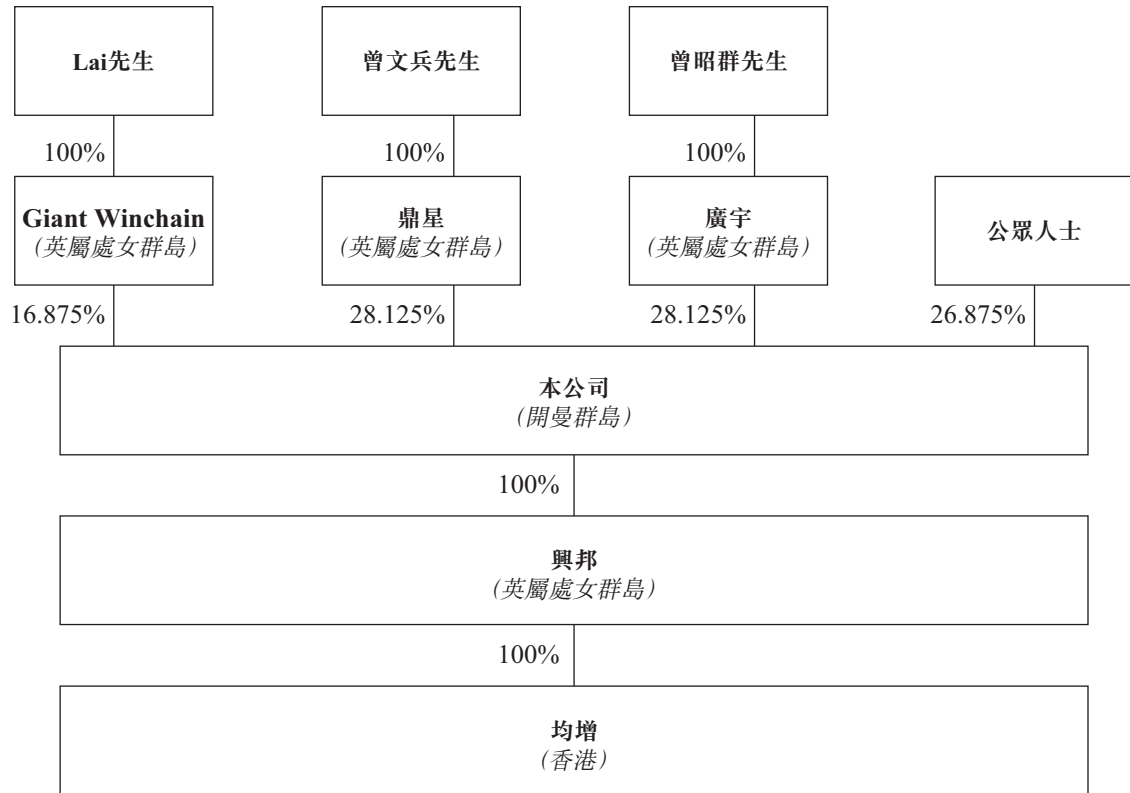 Lai先生
曾文兵先生
曾昭群先生
100%
100%
100%
Giant Winchain
(英屬處女群島)
鼎星
(英屬處女群島)
廣宇
(英屬處女群島)
公眾人士
16.875%
28.125%
28.125%
26.875%
本公司
(開曼群島)
100%
興邦
(英屬處女群島)
100%
均增
(香港)